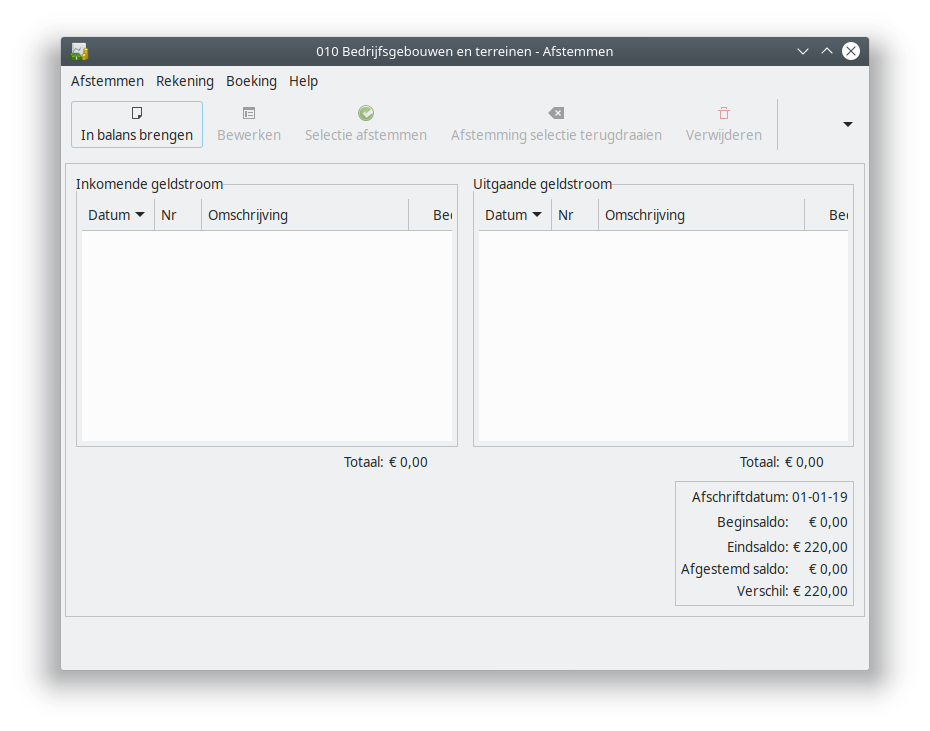 010 Bedrijfsgebouwen en terreinen - Afstemmen
Afstemmen Rekening Boeking Help
In balans brengen Bewerken Selectie afstemmen Afstemming selectie terugdraaien Verwijderen
Inkomende geldstroom Uitgaande geldstroom
Datum Nr Omschrijving Be Datum Nr Omschrijving Be
Totaal: € 0,00 Totaal: € 0,00
Afschriftdatum: 01-01-19
Beginsaldo: € 0,00
Eindsaldo: € 220,00
Afgestemd saldo: € 0,00
Verschil: € 220,00